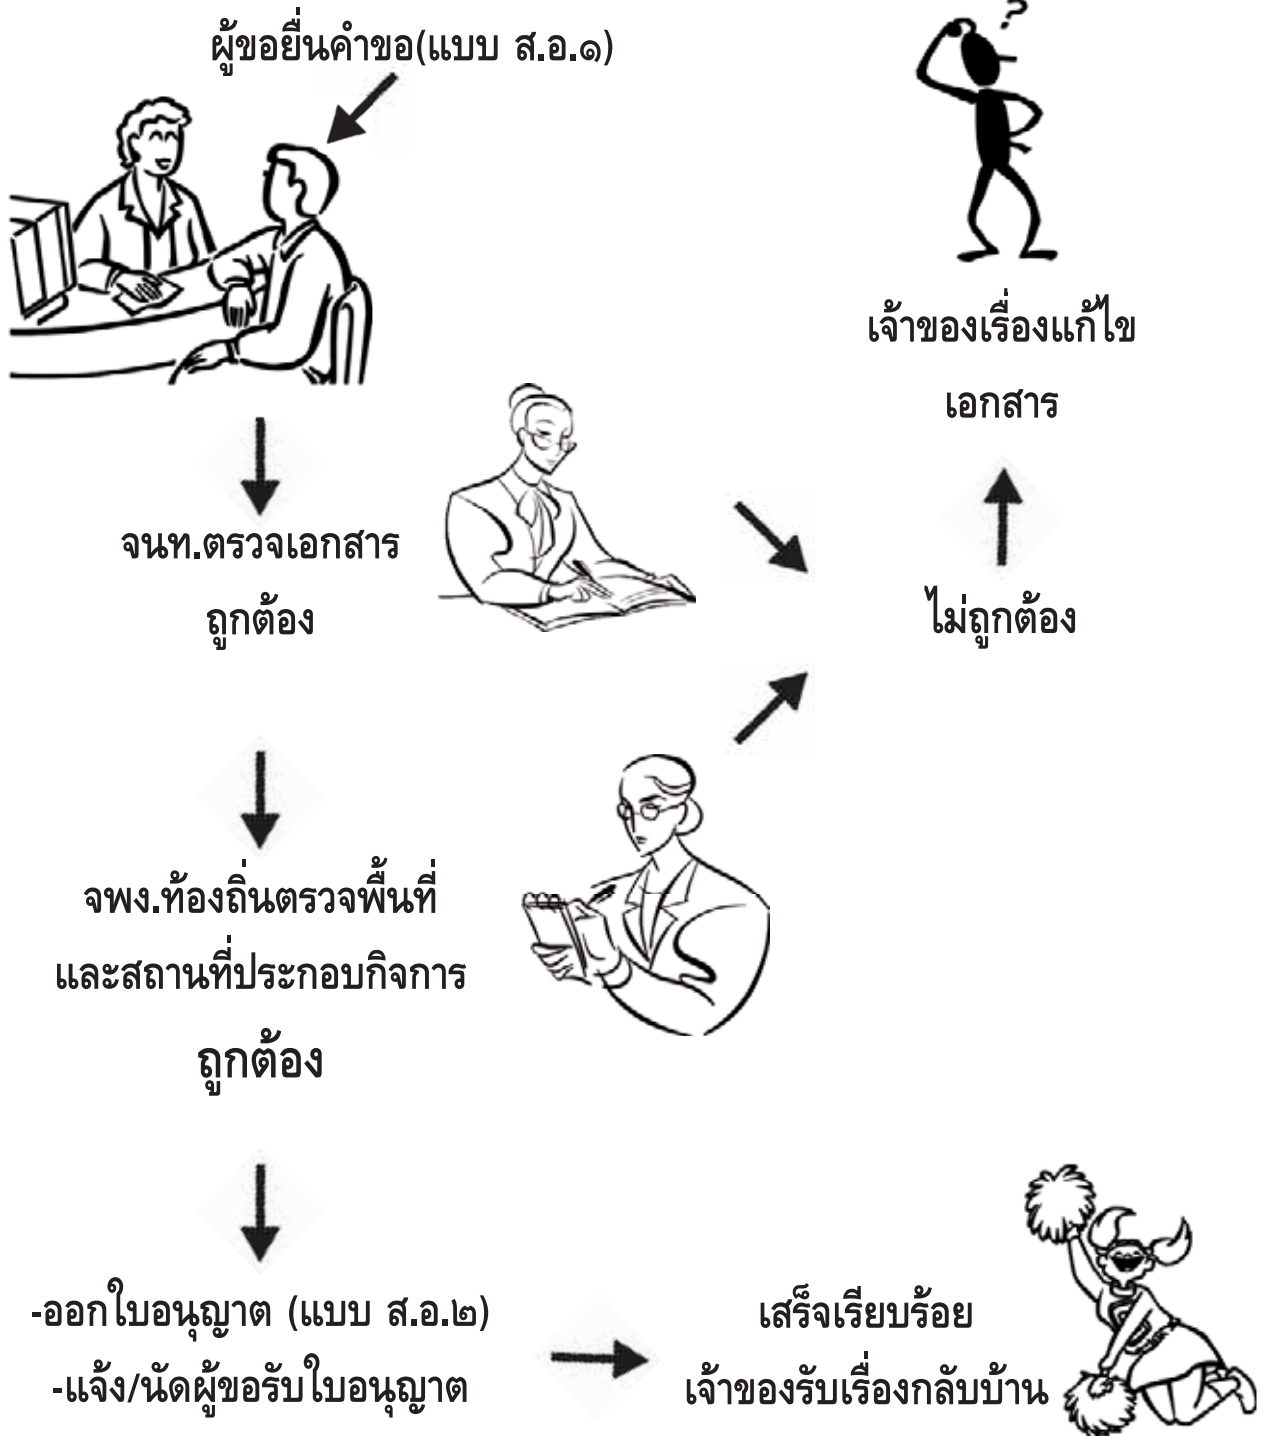 ผู้ขอยื่นคำขอ(แบบ ส.อ.๑)
?
เจ้าของเรื่องแก้ไข
เอกสาร
จนท.ตรวจเอกสาร
ถูกต้อง
ไม่ถูกต้อง
จพง.ท้องถิ่นตรวจพื้นที่
และสถานที่ประกอบกิจการ
ถูกต้อง
-ออกใบอนุญาต (แบบ ส.อ.๒)
-แจ้ง/นัดผู้ขอรับใบอนุญาต
เสร็จเรียบร้อย
เจ้าของรับเรื่องกลับบ้าน